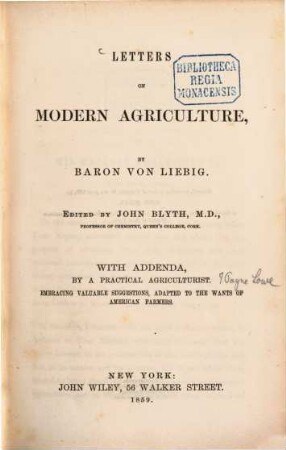 LETTERS
ON
MODERN AGRICULTURE,
BY
BARON VON LIEBIG.
EDITED BY JOHN BLYTH, M.D.,
PROFESSOR OF CHEMISTRY, QUEEN'S COLLEGE, CORK.
WITH ADDENDA,
BY A PRACTICAL AGRICULTURIST.
EMBRACING VALUABLE SUGGESTIONS, ADAPTED TO THE WANTS OF
AMERICAN FARMERS.
NEW YORK:
JOHN WILEY, 56 WALKER STREET.
1859.
BIBLIOTHECA
REGIA
MONACENSIS
Payne Lowe